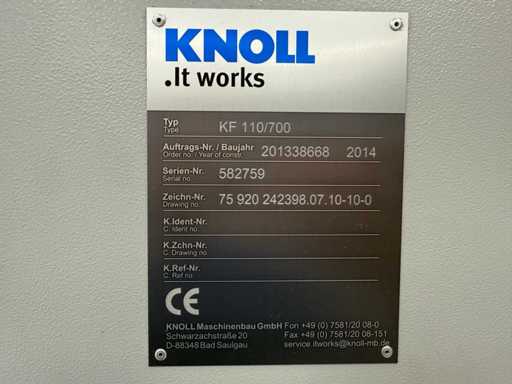 KNOLL
.It works
Typ KF 110/700
Type
Auftrags-Nr. / Baujahr 201338668 2014
Order no. / Year of constr.
Serien-Nr. 582759
Serial no.
Zeichn-Nr. 75 920 242398.07.10-10-0
Drawing no.
K.Ident-Nr.
C. Ident no.
K.Zchn-Nr.
C. Drawing no.
K.Ref-Nr.
C. Ref no.
CE
KNOLL Maschinenbau GmbH Fon +49 (0) 7581/20 08-0
Schwarzachstraße 20 Fax +49 (0) 7581/20 08-151
D-88348 Bad Saulgau service.itworks@knoll-mb.de